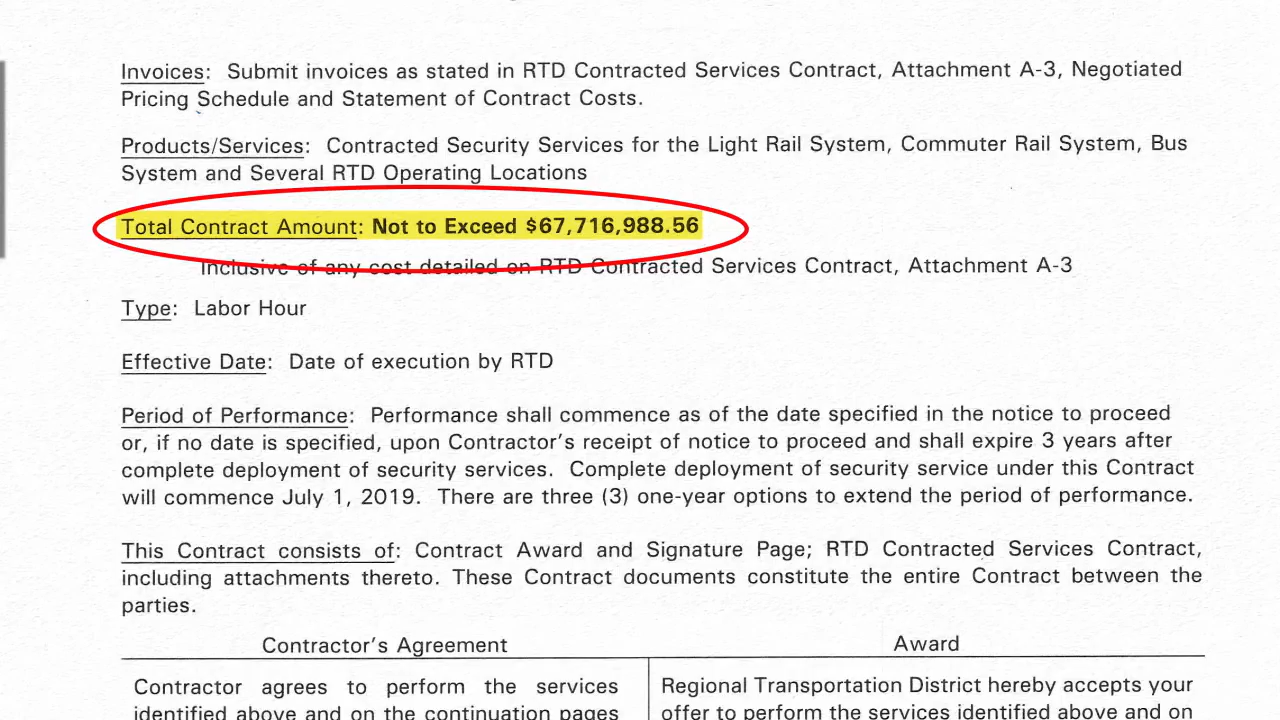 Invoices: Submit invoices as stated in RTD Contracted Services Contract, Attachment A-3, Negotiated
Pricing Schedule and Statement of Contract Costs.
Products/Services: Contracted Security Services for the Light Rail System, Commuter Rail System, Bus
System and Several RTD Operating Locations
Total Contract Amount: Not to Exceed $67,716,988.56
Inclusive of any cost detailed on RTD Contracted Services Contract, Attachment A-3
Type: Labor Hour
Effective Date: Date of execution by RTD
Period of Performance: Performance shall commence as of the date specified in the notice to proceed
or, if no date is specified, upon Contractor's receipt of notice to proceed and shall expire 3 years after
complete deployment of security services. Complete deployment of security service under this Contract
will commence July 1, 2019. There are three (3) one-year options to extend the period of performance.
This Contract consists of: Contract Award and Signature Page; RTD Contracted Services Contract,
including attachments thereto. These Contract documents constitute the entire Contract between the
parties.
Contractor's Agreement
Contractor agrees to perform the services
identified above and on the continuation pages
Award
Regional Transportation District hereby accepts your
offer to perform the services identified above and on